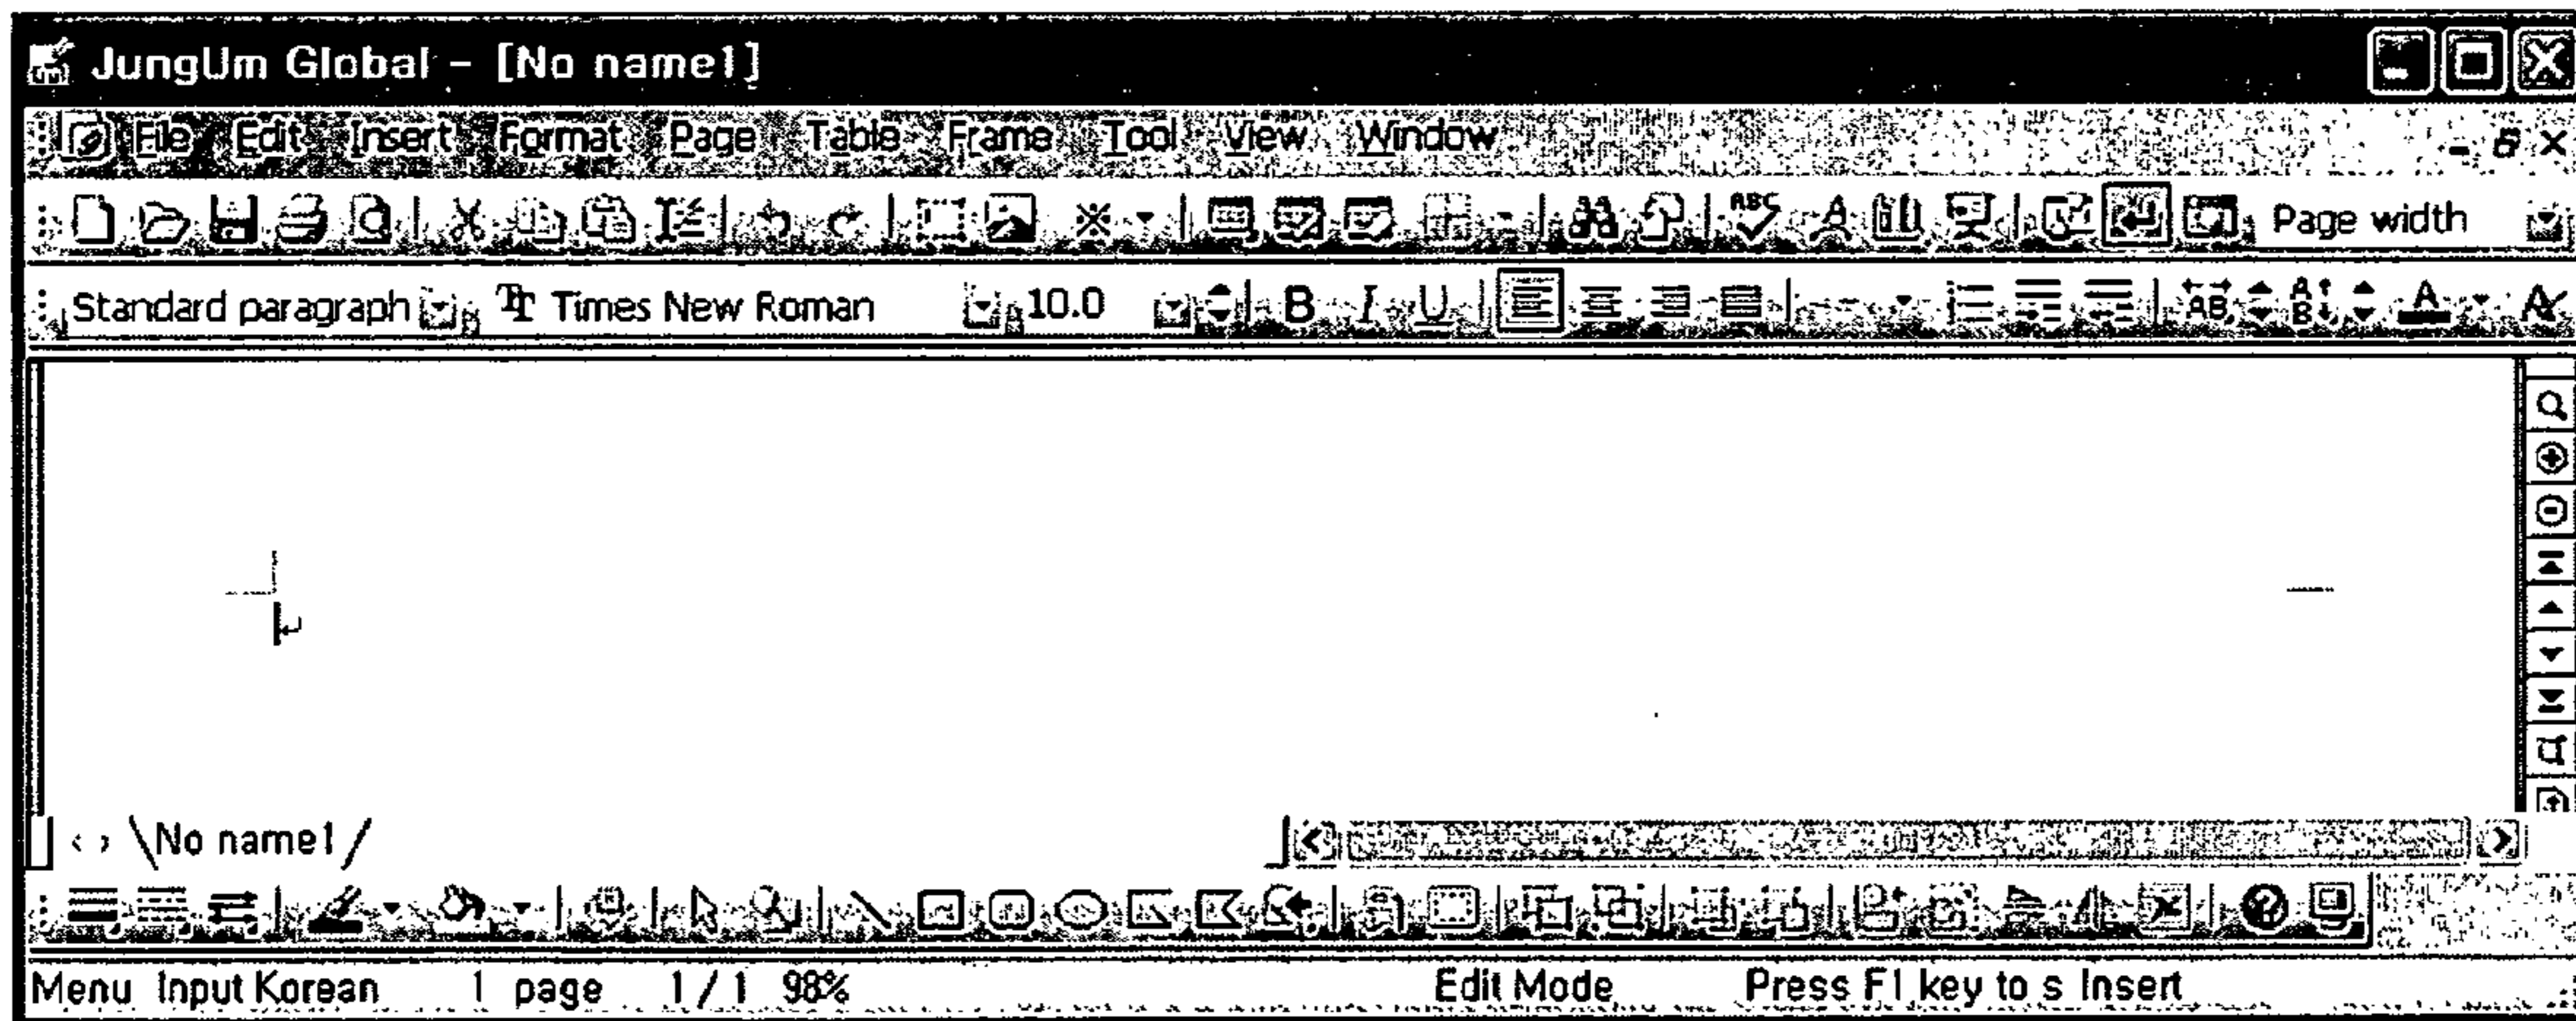 JungUm Global - [No name1]
File Edit Insert Format Page Table Frame Tool View Window
ABC Page width
Standard paragraph Times New Roman 10.0 B I U AB A B A A
\No name1/
Menu Input Korean 1 page 1/1 98% Edit Mode Press F1 key to s Insert